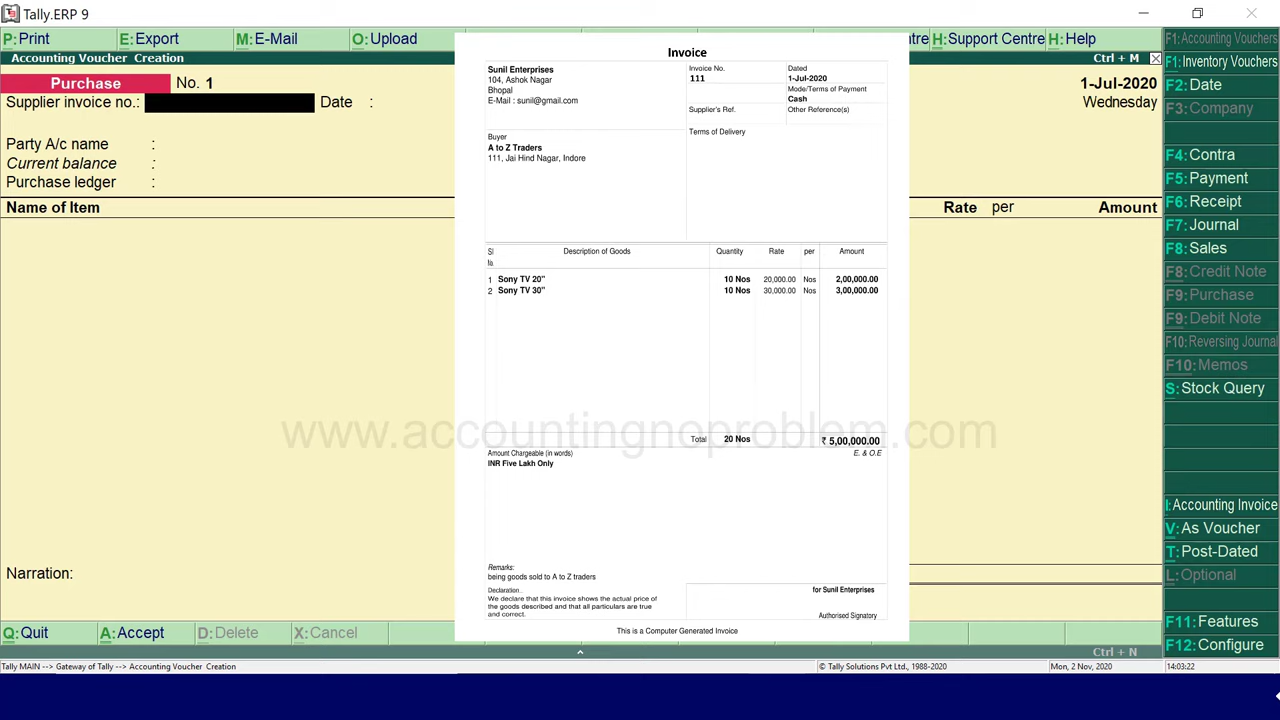 Tally.ERP 9
P: Print E: Export M: E-Mail O: Upload tre H: Support Centre H: Help
Accounting Voucher Creation Ctrl + M
Purchase No. 1 1-Jul-2020
Supplier invoice no.: Date : Wednesday
Party A/c name :
Current balance :
Purchase ledger :
Name of Item Rate per Amount
Narration:
Invoice
Sunil Enterprises
104, Ashok Nagar
Bhopal
E-Mail : sunil@gmail.com
Invoice No.
111
Dated
1-Jul-2020
Mode/Terms of Payment
Cash
Supplier's Ref.
Other Reference(s)
Buyer
A to Z Traders
111, Jai Hind Nagar, Indore
Terms of Delivery
Sl Description of Goods Quantity Rate per Amount
No.
1 Sony TV 20" 10 Nos 20,000.00 Nos 2,00,000.00
2 Sony TV 30" 10 Nos 30,000.00 Nos 3,00,000.00
www.accountingnoproblem.com
Total 20 Nos ₹ 5,00,000.00
Amount Chargeable (in words) E. & O.E
INR Five Lakh Only
Remarks:
being goods sold to A to Z traders
Declaration
We declare that this invoice shows the actual price of
the goods described and that all particulars are true
and correct.
for Sunil Enterprises
Authorised Signatory
This is a Computer Generated Invoice
F1: Accounting Vouchers
F1: Inventory Vouchers
F2: Date
F3: Company
F4: Contra
F5: Payment
F6: Receipt
F7: Journal
F8: Sales
F8: Credit Note
F9: Purchase
F9: Debit Note
F10: Reversing Journal
F10: Memos
S: Stock Query
I: Accounting Invoice
V: As Voucher
T: Post-Dated
L: Optional
F11: Features
F12: Configure
Q: Quit A: Accept D: Delete X: Cancel
Ctrl + N
Tally MAIN --> Gateway of Tally --> Accounting Voucher Creation © Tally Solutions Pvt Ltd., 1988-2020 Mon, 2 Nov, 2020 14:03:22